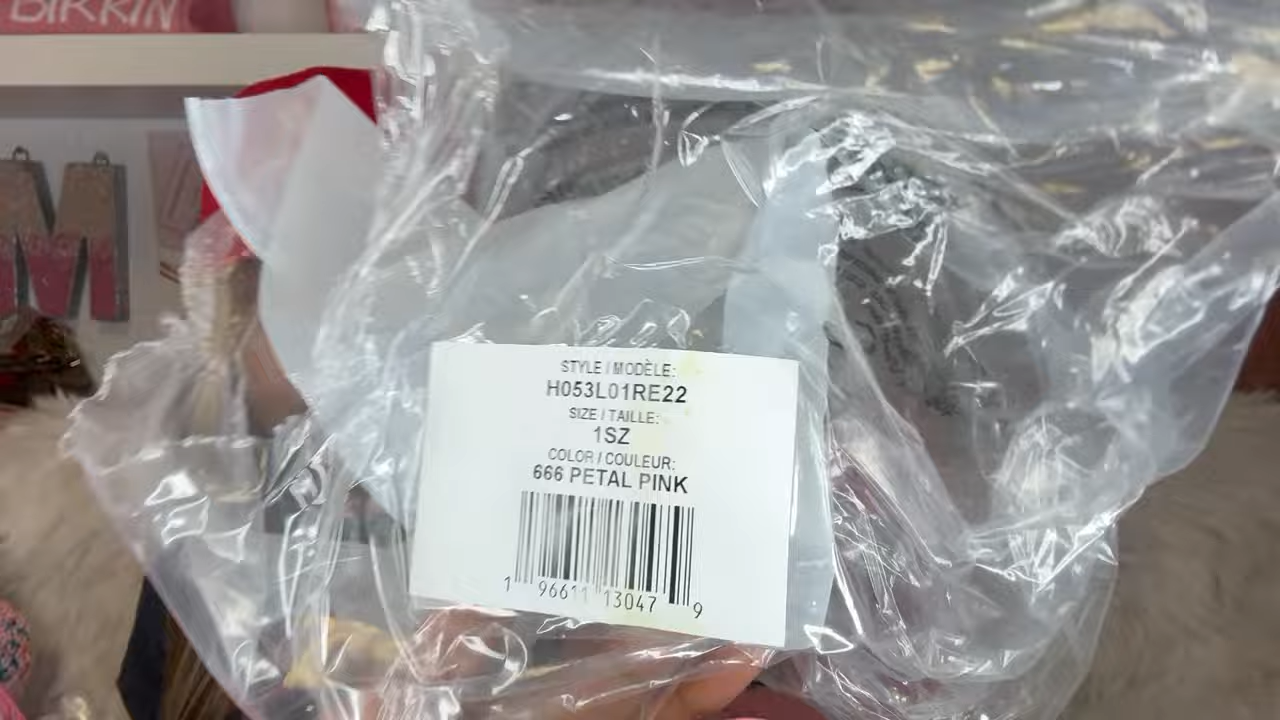 BIRKIN
STYLE / MODÈLE:
H053L01RE22
SIZE / TAILLE:
1SZ
COLOR / COULEUR:
666 PETAL PINK
1 96611 13047 9